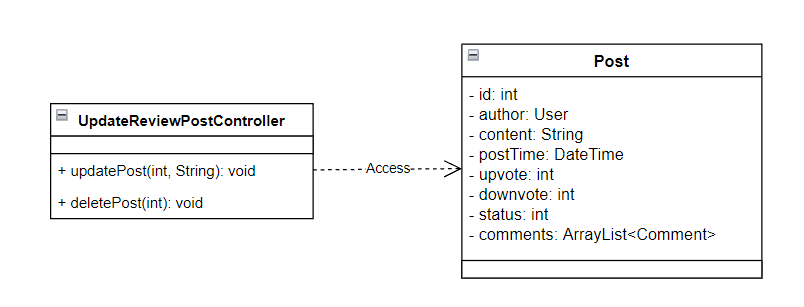 UpdateReviewPostController
+ updatePost(int, String): void
+ deletePost(int): void
Access
Post
- id: int
- author: User
- content: String
- postTime: DateTime
- upvote: int
- downvote: int
- status: int
- comments: ArrayList<Comment>